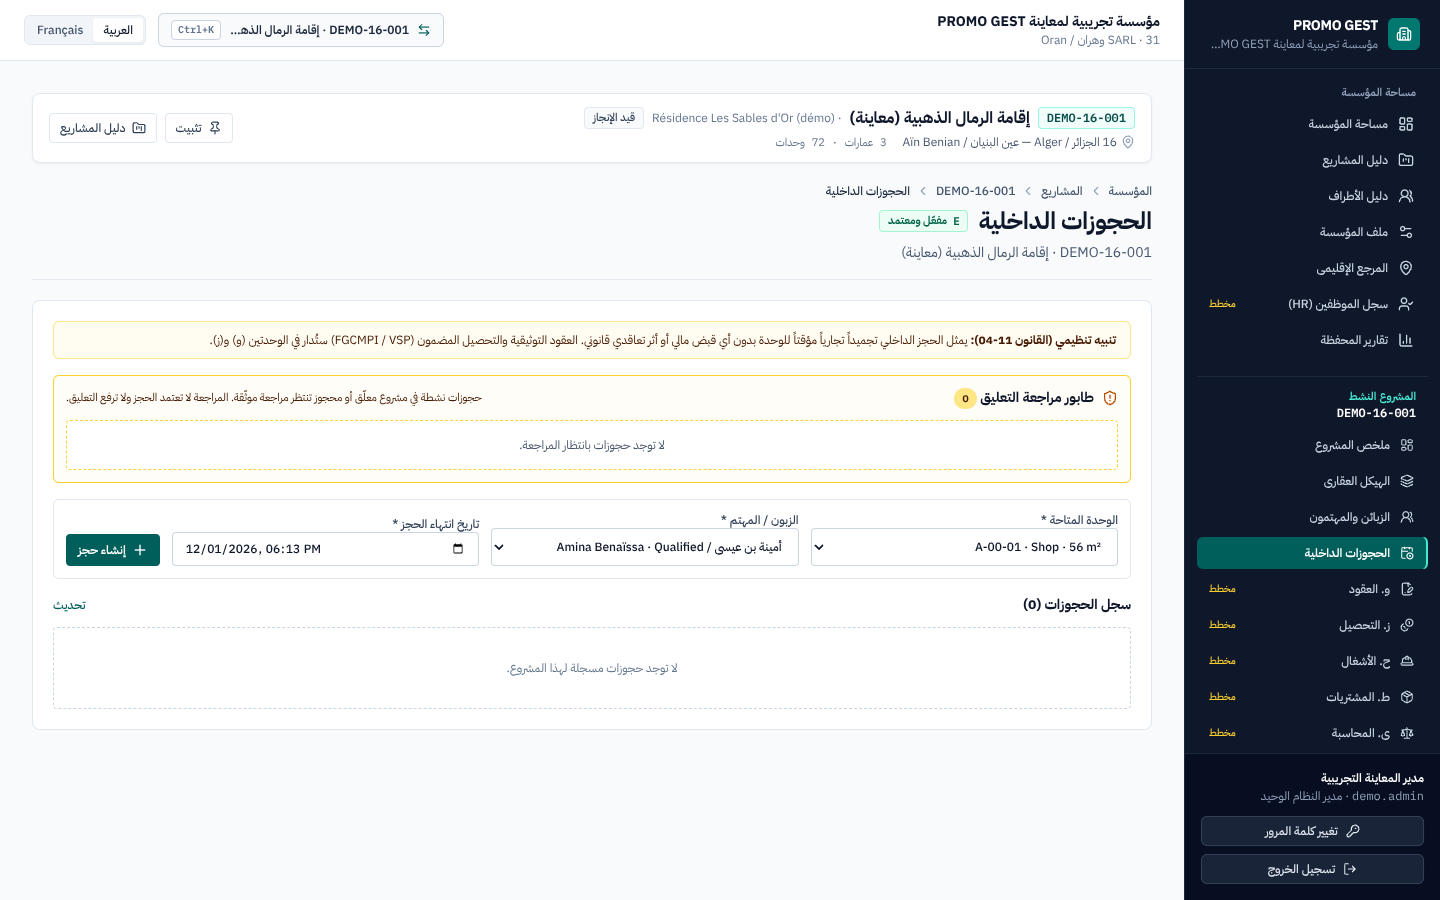 PROMO GEST
مؤسسة تجريبية لمعاينة MO GEST...
مساحة المؤسسة
مساحة المؤسسة
دليل المشاريع
دليل الأطراف
ملف المؤسسة
المرجع الإقليمي
سجل الموظفين (HR) مخطط
تقارير المحفظة
المشروع النشط
DEMO-16-001
ملخص المشروع
الهيكل العقاري
الزبائن والمهتمون
الحجوزات الداخلية
و. العقود مخطط
ز. التحصيل مخطط
ح. الأشغال مخطط
ط. المشتريات مخطط
ي. المحاسبة مخطط
مدير المعاينة التجريبية
demo.admin · مدير النظام الوحيد
تغيير كلمة المرور
تسجيل الخروج
مؤسسة تجريبية لمعاينة PROMO GEST
SARL · 31 وهران / Oran
DEMO-16-001 · إقامة الرمال الذهـ... Ctrl+K
العربية Français
DEMO-16-001 إقامة الرمال الذهبية (معاينة) · Résidence Les Sables d'Or (démo) قيد الإنجاز
16 الجزائر / Alger — عين البنيان / Aïn Benian 3 عمارات · 72 وحدات
تثبيت دليل المشاريع
المؤسسة المشاريع DEMO-16-001 الحجوزات الداخلية
الحجوزات الداخلية E مفعّل ومعتمد
DEMO-16-001 · إقامة الرمال الذهبية (معاينة)
تنبيه تنظيمي (القانون 11-04): يمثل الحجز الداخلي تجميداً تجارياً مؤقتاً للوحدة بدون أي قبض مالي أو أثر تعاقدي قانوني. العقود التوثيقية والتحصيل المضمون (FGCMPI / VSP) ستُدار في الوحدتين (و) و(ز).
طابور مراجعة التعليق 0 حجوزات نشطة في مشروع معلّق أو محجوز تنتظر مراجعة موثّقة. المراجعة لا تعتمد الحجز ولا ترفع التعليق.
لا توجد حجوزات بانتظار المراجعة.
الوحدة المتاحة * الزبون / المهتم * تاريخ انتهاء الحجز *
A-00-01 · Shop · 56 m² أمينة بن عيسى / Amina Benaïssa · Qualified 12/01/2026, 06:13 PM إنشاء حجز
سجل الحجوزات (0) تحديث
لا توجد حجوزات مسجلة لهذا المشروع.